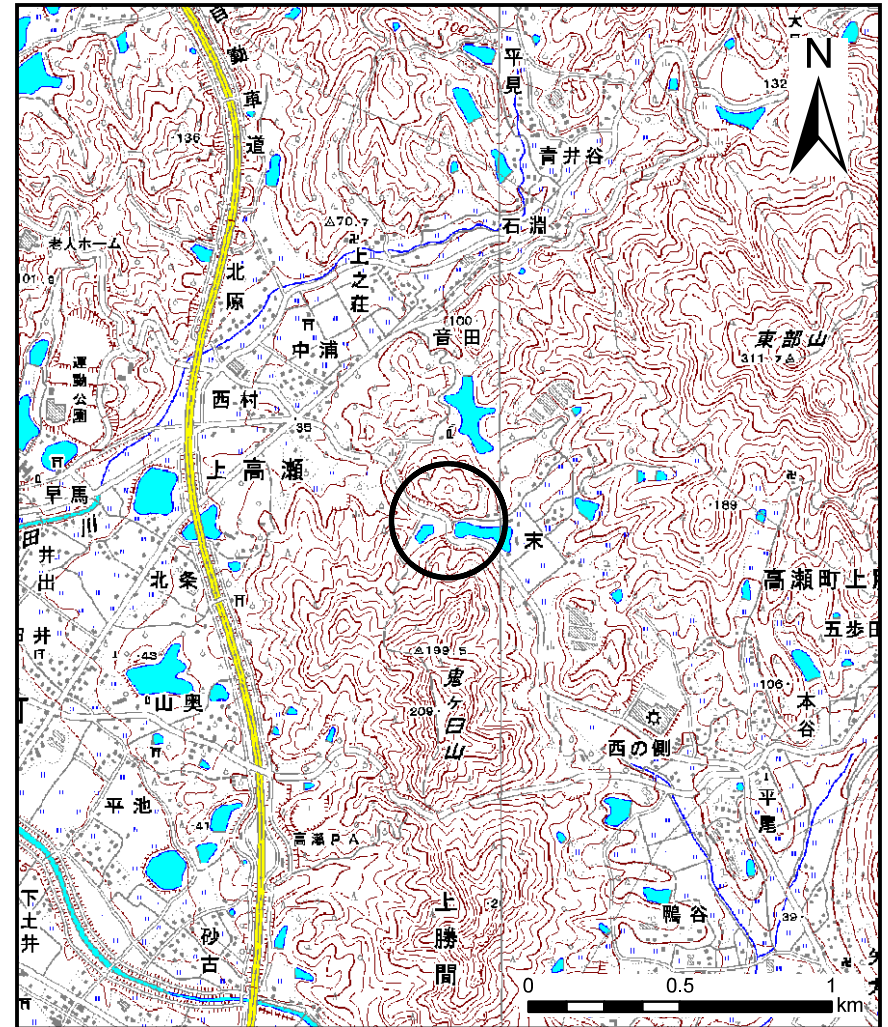 自動車道
平見
N
132
136
青井谷
△70.7
石淵
老人ホーム
上之荘
北原
101.9
100
音田
中浦
東部山
311.7△
運動公園
西村
35
上高瀬
早馬
189
田川
末
井出
北条
高瀬町上
五歩田
△199.5
43
鬼ヶ臼山
106
山奥
本谷
209
西の側
平池
平尾
41
高瀬PA
上勝間
2
鴨谷
39
下土井
砂古
0
0.5
1
km